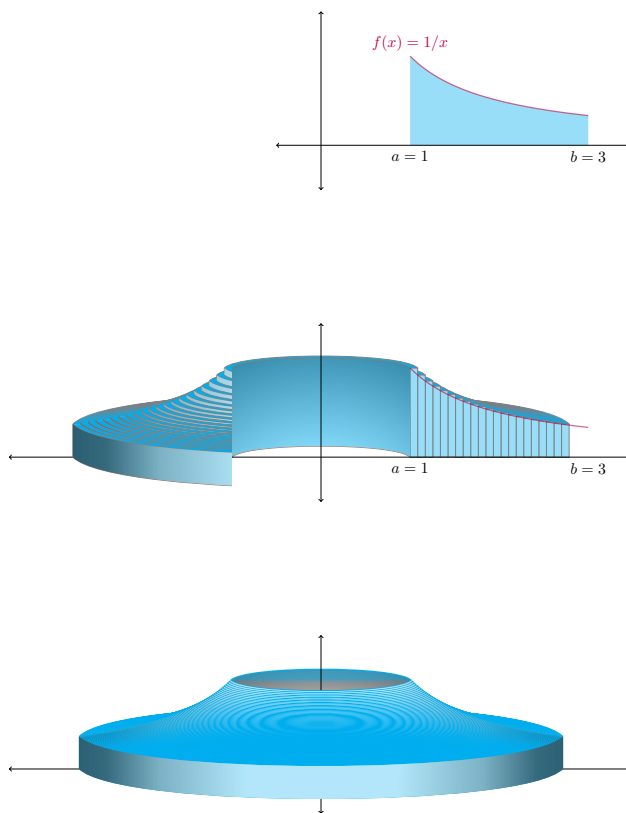 f(x) = 1/x
a = 1 b = 3
a = 1 b = 3